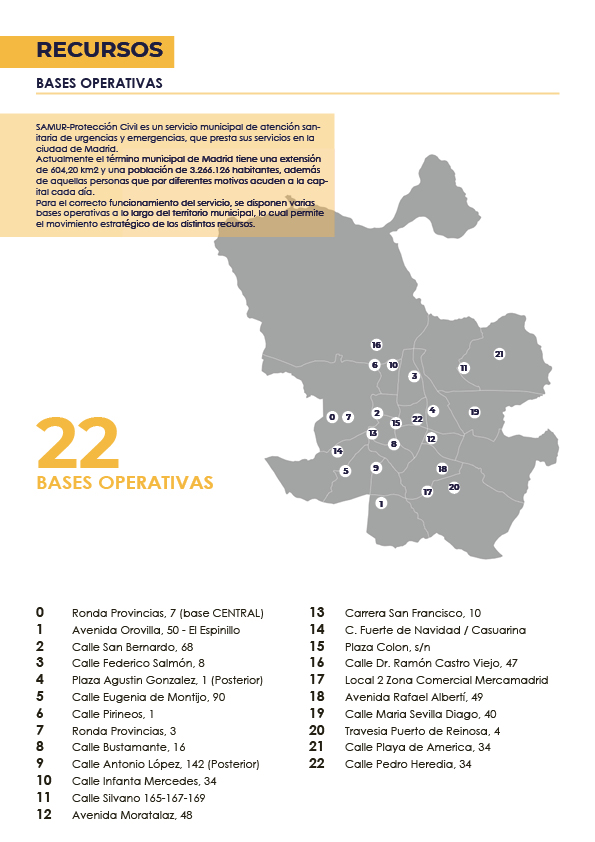 RECURSOS
BASES OPERATIVAS
SAMUR-Protección Civil es un servicio municipal de atención san-
itaria de urgencias y emergencias, que presta sus servicios en la
ciudad de Madrid.
Actualmente el término municipal de Madrid tiene una extensión
de 604,20 km2 y una población de 3.266.126 habitantes, además
de aquellas personas que por diferentes motivos acuden a la cap-
ital cada día.
Para el correcto funcionamiento del servicio, se disponen varias
bases operativas a lo largo del territorio municipal, lo cual permite
el movimiento estratégico de los distintos recursos.
16
21
6 10
11
3
0 7
2
15
22
4
19
13
8
12
14
5
9
18
17
20
1
22
BASES OPERATIVAS
0 Ronda Provincias, 7 (base CENTRAL)
1 Avenida Orovilla, 50 - El Espinillo
2 Calle San Bernardo, 68
3 Calle Federico Salmón, 8
4 Plaza Agustin Gonzalez, 1 (Posterior)
5 Calle Eugenia de Montijo, 90
6 Calle Pirineos, 1
7 Ronda Provincias, 3
8 Calle Bustamante, 16
9 Calle Antonio López, 142 (Posterior)
10 Calle Infanta Mercedes, 34
11 Calle Silvano 165-167-169
12 Avenida Moratalaz, 48
13 Carrera San Francisco, 10
14 C. Fuerte de Navidad / Casuarina
15 Plaza Colon, s/n
16 Calle Dr. Ramón Castro Viejo, 47
17 Local 2 Zona Comercial Mercamadrid
18 Avenida Rafael Albertí, 49
19 Calle Maria Sevilla Diago, 40
20 Travesia Puerto de Reinosa, 4
21 Calle Playa de America, 34
22 Calle Pedro Heredia, 34